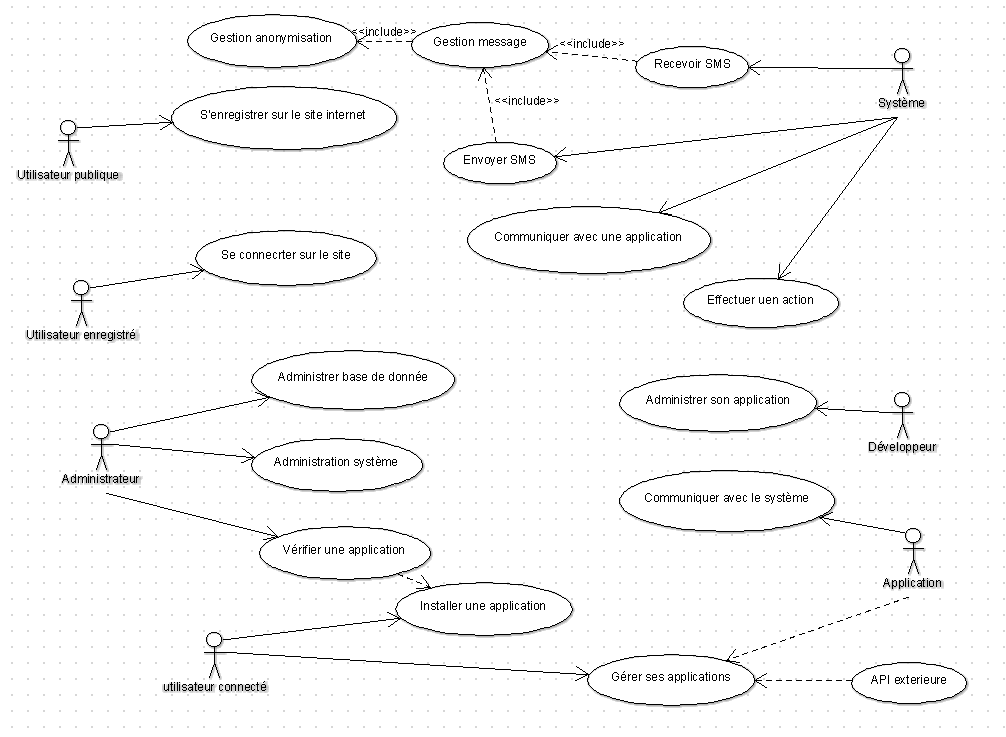 Gestion anonymisation
<<include>>
Gestion message
<<include>>
Recevoir SMS
Système
<<include>>
S'enregistrer sur le site internet
Utilisateur publique
Envoyer SMS
Communiquer avec une application
Se connecrter sur le site
Effectuer uen action
Utilisateur enregistré
Administrer base de donnée
Administrer son application
Développeur
Administration système
Administrateur
Communiquer avec le système
Vérifier une application
Application
Installer une application
utilisateur connecté
Gérer ses applications
API exterieure